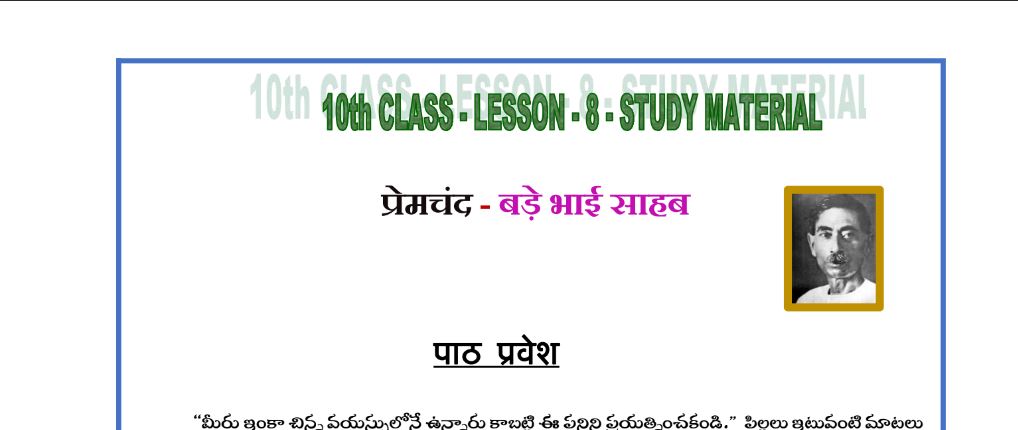 10th CLASS - LESSON - 8 - STUDY MATERIAL
प्रेमचंद - बड़े भाई साहब
पाठ प्रवेश
“మీరు ఇంకా చిన్న వయస్సులోనే ఉన్నారు కాబట్టి ఈ పనిని ప్రయత్నించకండి.” పిల్లలు ఇటువంటి మాటలు